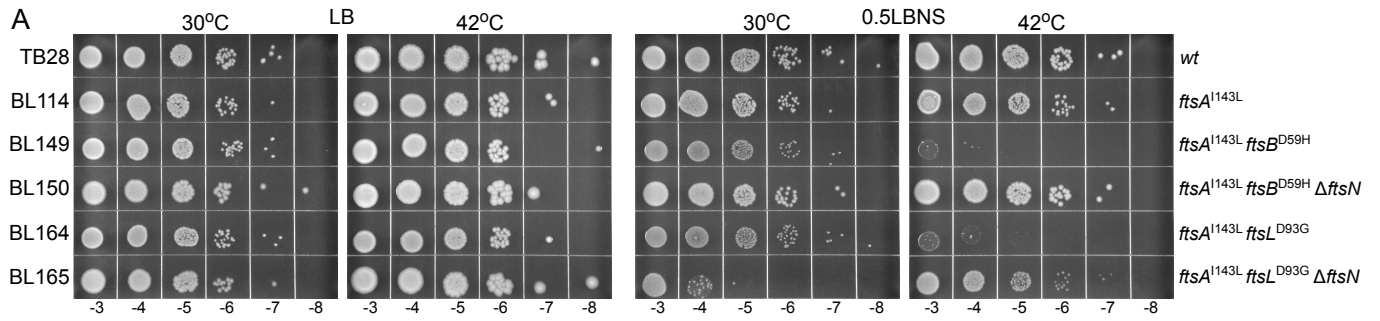 A
30°C LB 42°C 30°C 0.5LBNS 42°C
TB28 wt
BL114 ftsA^I143L
BL149 ftsA^I143L ftsB^D59H
BL150 ftsA^I143L ftsB^D59H ΔftsN
BL164 ftsA^I143L ftsL^D93G
BL165 ftsA^I143L ftsL^D93G ΔftsN
-3 -4 -5 -6 -7 -8 -3 -4 -5 -6 -7 -8 -3 -4 -5 -6 -7 -8 -3 -4 -5 -6 -7 -8